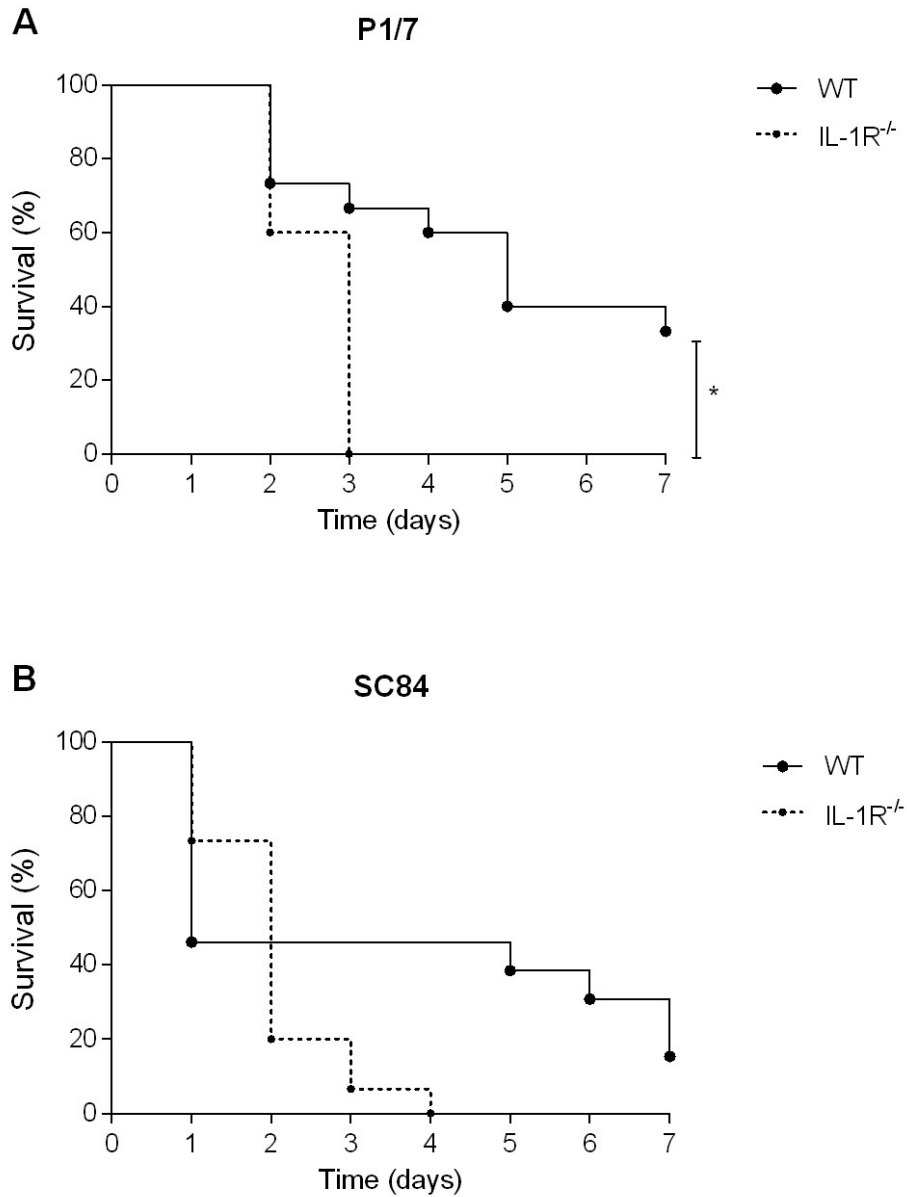 A
P1/7
WT
IL-1R-/-
100
80
60
40
20
0
Survival (%)
*
0 1 2 3 4 5 6 7
Time (days)
B
SC84
WT
IL-1R-/-
100
80
60
40
20
0
Survival (%)
0 1 2 3 4 5 6 7
Time (days)